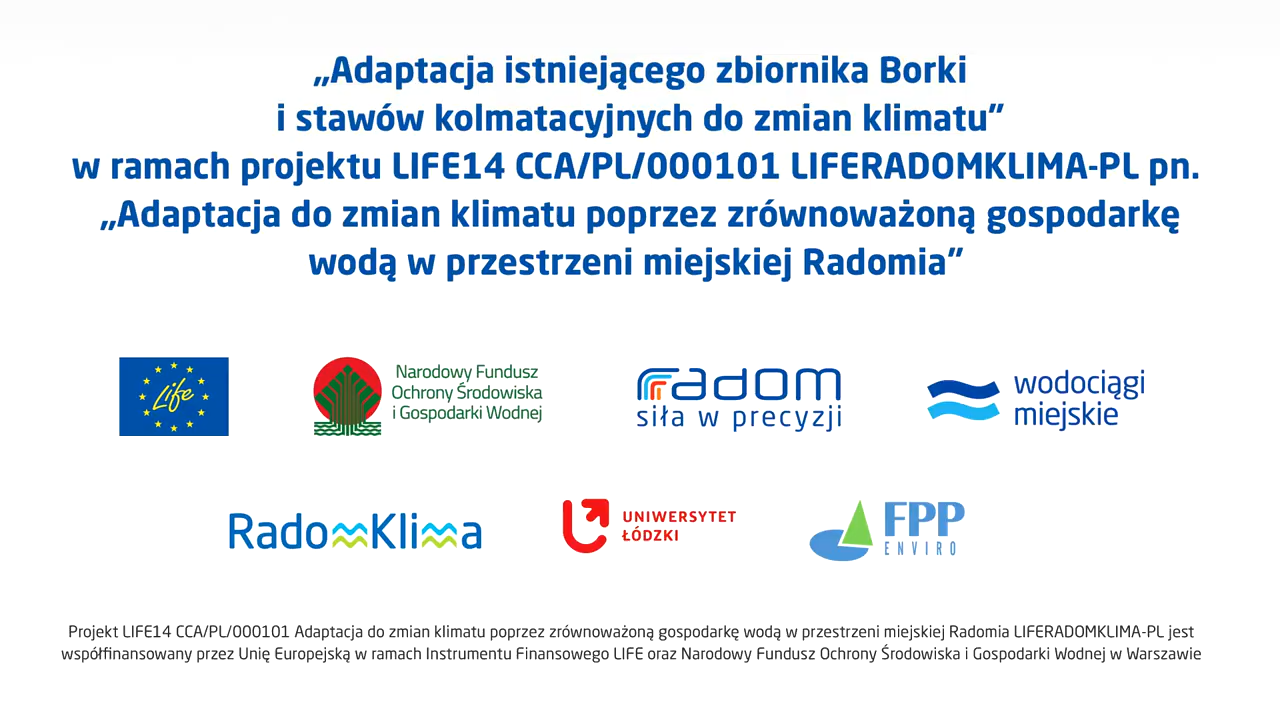 „Adaptacja istniejącego zbiornika Borki
i stawów kolmatacyjnych do zmian klimatu”
w ramach projektu LIFE14 CCA/PL/000101 LIFERADOMKLIMA-PL pn.
„Adaptacja do zmian klimatu poprzez zrównoważoną gospodarkę
wodą w przestrzeni miejskiej Radomia”
Life
Narodowy Fundusz
Ochrony Środowiska
i Gospodarki Wodnej
radom
siła w precyzji
wodociągi
miejskie
RadomKlima
UNIWERSYTET
ŁÓDZKI
FPP
ENVIRO
Projekt LIFE14 CCA/PL/000101 Adaptacja do zmian klimatu poprzez zrównoważoną gospodarkę wodą w przestrzeni miejskiej Radomia LIFERADOMKLIMA-PL jest
współfinansowany przez Unię Europejską w ramach Instrumentu Finansowego LIFE oraz Narodowy Fundusz Ochrony Środowiska i Gospodarki Wodnej w Warszawie